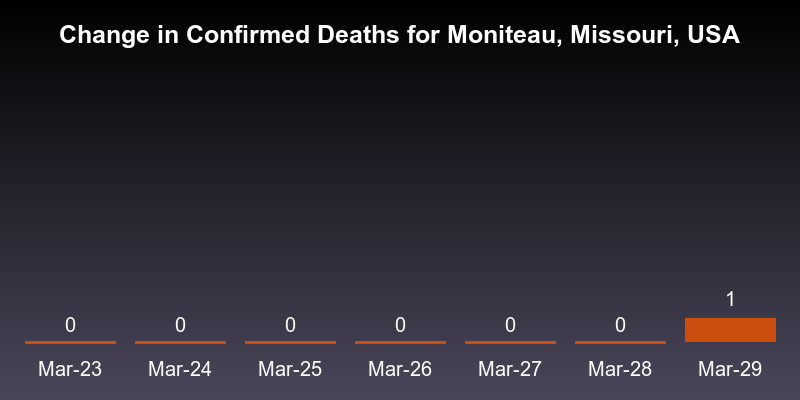 Change in Confirmed Deaths for Moniteau, Missouri, USA
1
0 0 0 0 0 0
Mar-23 Mar-24 Mar-25 Mar-26 Mar-27 Mar-28 Mar-29